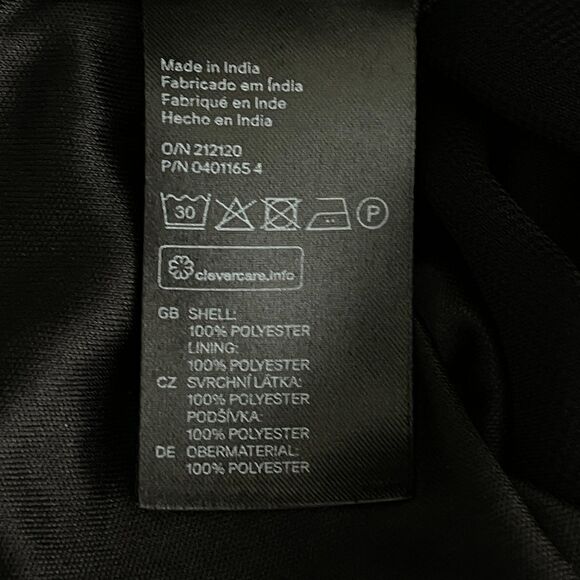 Made in India
Fabricado em Índia
Fabriqué en Inde
Hecho en India
O/N 212120
P/N 0401165 4
30 P
clevercare.info
GB SHELL:
100% POLYESTER
LINING:
100% POLYESTER
CZ SVRCHNÍ LÁTKA:
100% POLYESTER
PODŠÍVKA:
100% POLYESTER
DE OBERMATERIAL:
100% POLYESTER